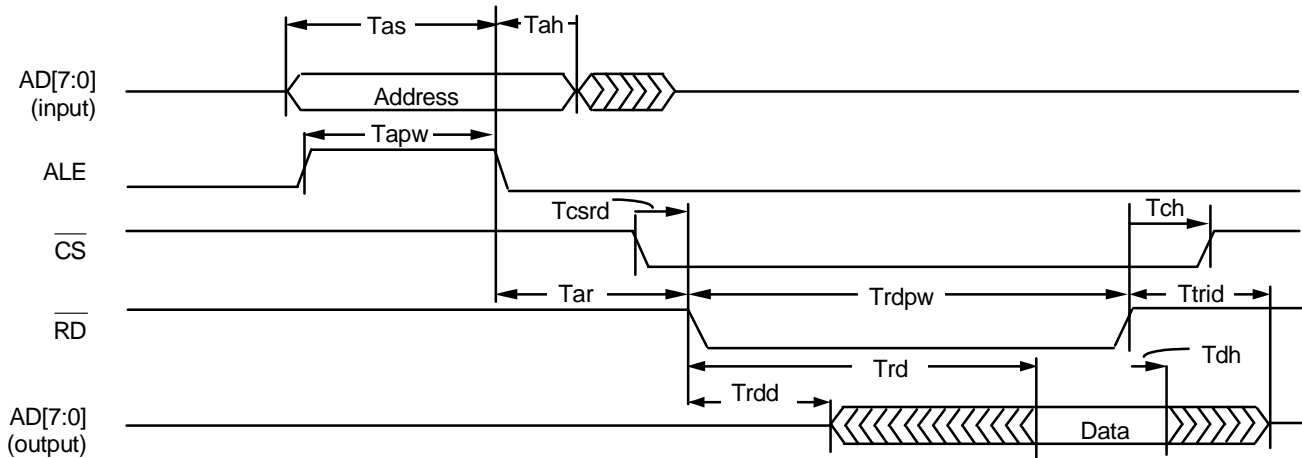 Tas
Tah
AD[7:0]
(input)
Address
Tapw
ALE
Tcsrd
Tch
CS
Tar
Trdpw
Ttrid
RD
Trd
Tdh
Trdd
AD[7:0]
(output)
Data